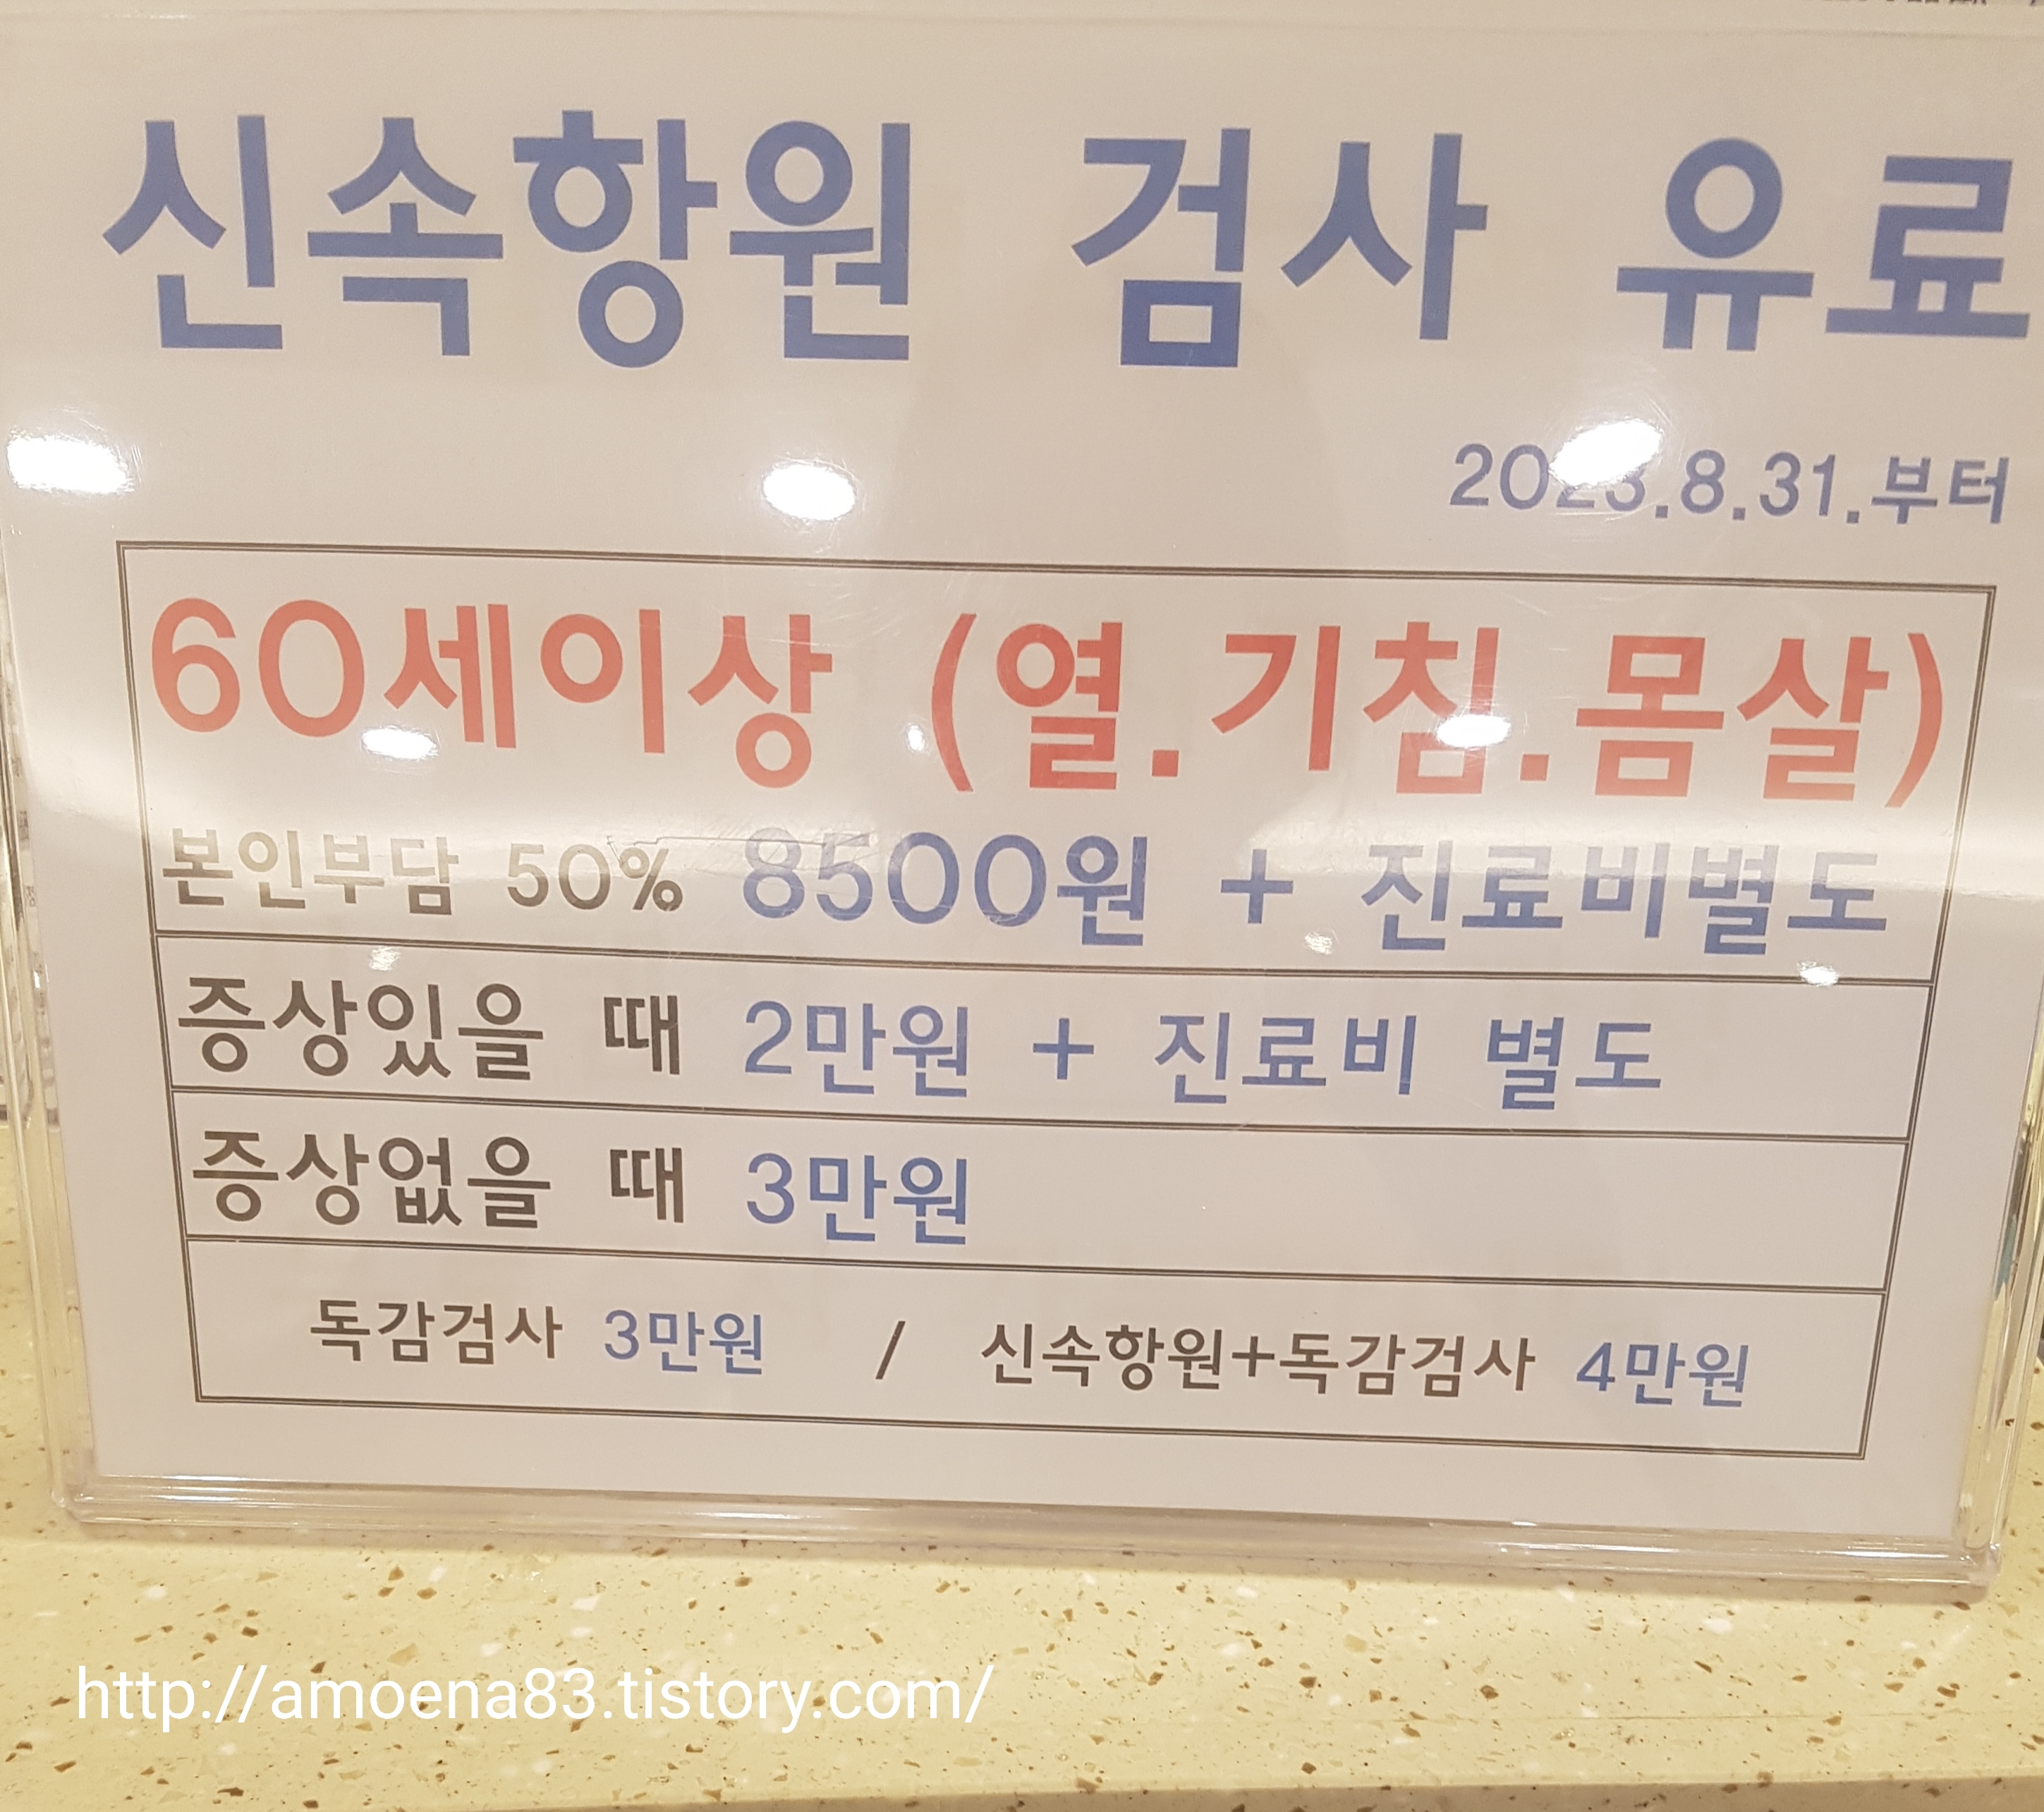 신속항원 검사 유료
2023.8.31.부터
60세이상 (열.기침.몸살)
본인부담 50% 8500원 + 진료비별도
증상있을 때 2만원 + 진료비 별도
증상없을 때 3만원
독감검사 3만원 / 신속항원+독감검사 4만원
http://amoena83.tistory.com/